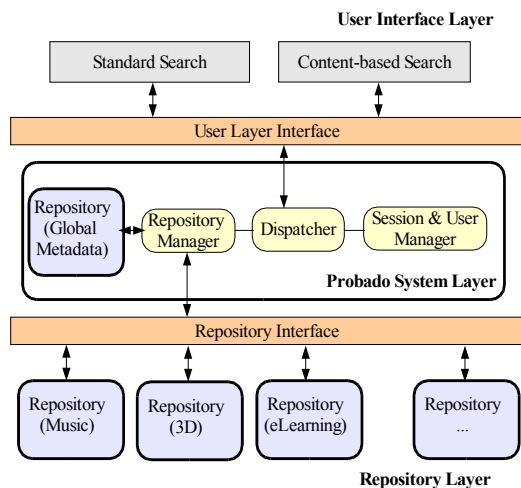 User Interface Layer
Standard Search
Content-based Search
User Layer Interface
Repository
(Global
Metadata)
Repository
Manager
Dispatcher
Session & User
Manager
Probado System Layer
Repository Interface
Repository
(Music)
Repository
(3D)
Repository
(eLearning)
Repository
...
Repository Layer